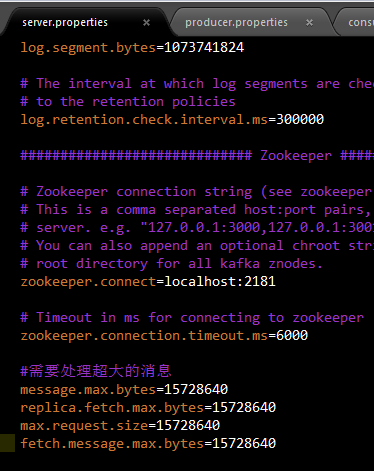 server.properties × producer.properties × consu
log.segment.bytes=1073741824
# The interval at which log segments are che
# to the retention policies
log.retention.check.interval.ms=300000
############################# Zookeeper ####
# Zookeeper connection string (see zookeeper
# This is a comma separated host:port pairs,
# server. e.g. "127.0.0.1:3000,127.0.0.1:3001
# You can also append an optional chroot stri
# root directory for all kafka znodes.
zookeeper.connect=localhost:2181
# Timeout in ms for connecting to zookeeper
zookeeper.connection.timeout.ms=6000
#需要处理超大的消息
message.max.bytes=15728640
replica.fetch.max.bytes=15728640
max.request.size=15728640
fetch.message.max.bytes=15728640